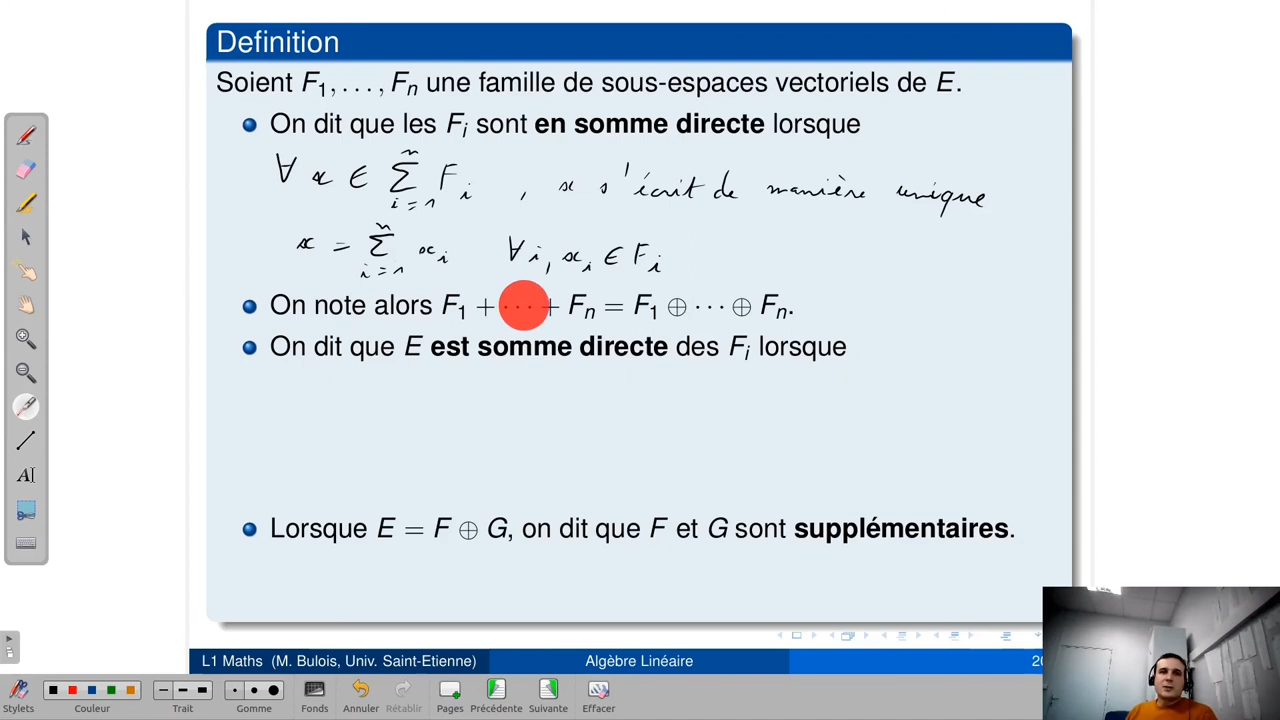 Definition
Soient F₁, . . . , Fₙ une famille de sous-espaces vectoriels de E.
On dit que les Fᵢ sont en somme directe lorsque
∀ x ∈ ∑ⁿᵢ₌₁ Fᵢ , x s'écrit de manière unique
x = ∑ⁿᵢ₌₁ xᵢ ∀i, xᵢ ∈ Fᵢ
On note alors F₁ + ··· + Fₙ = F₁ ⊕ ··· ⊕ Fₙ.
On dit que E est somme directe des Fᵢ lorsque
Lorsque E = F ⊕ G, on dit que F et G sont supplémentaires.
L1 Maths (M. Bulois, Univ. Saint-Etienne) Algèbre Linéaire
Stylets Couleur Trait Gomme Fonds Annuler Rétablir Pages Précédente Suivante Effacer